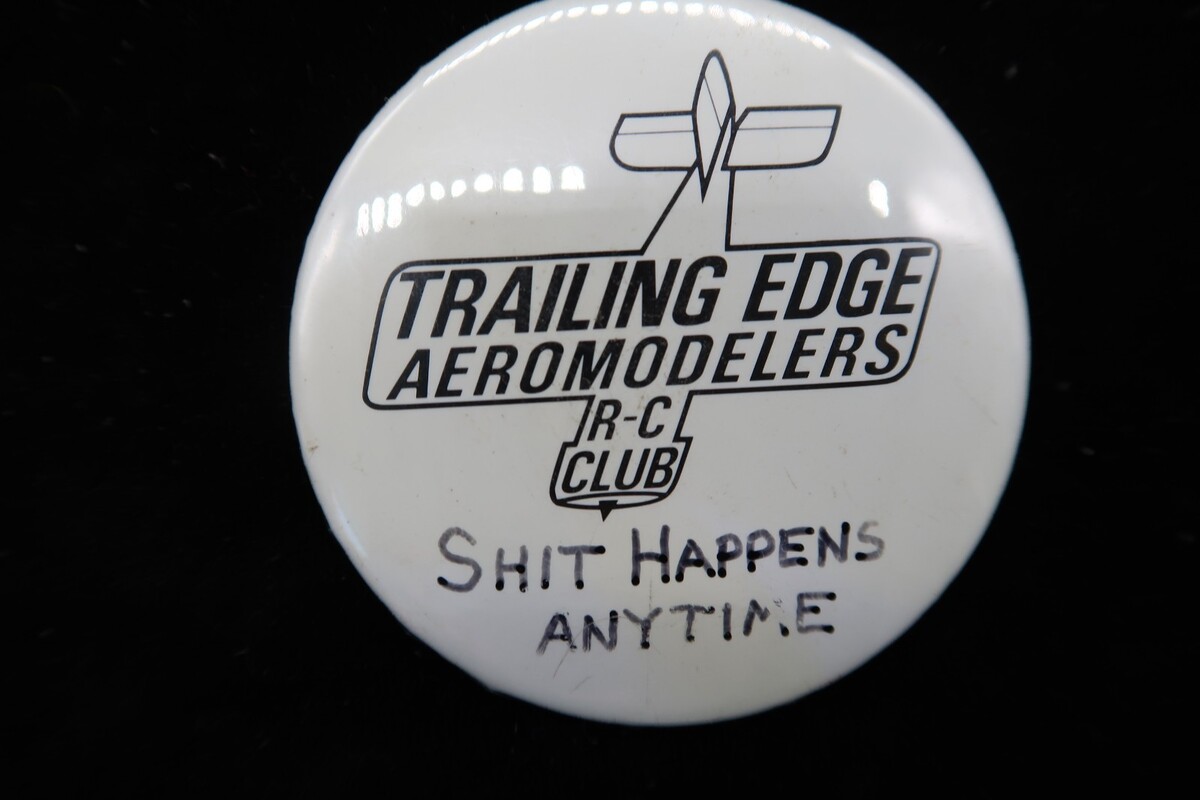 TRAILING EDGE
AEROMODELERS
R-C
CLUB
SHIT HAPPENS
ANYTIME